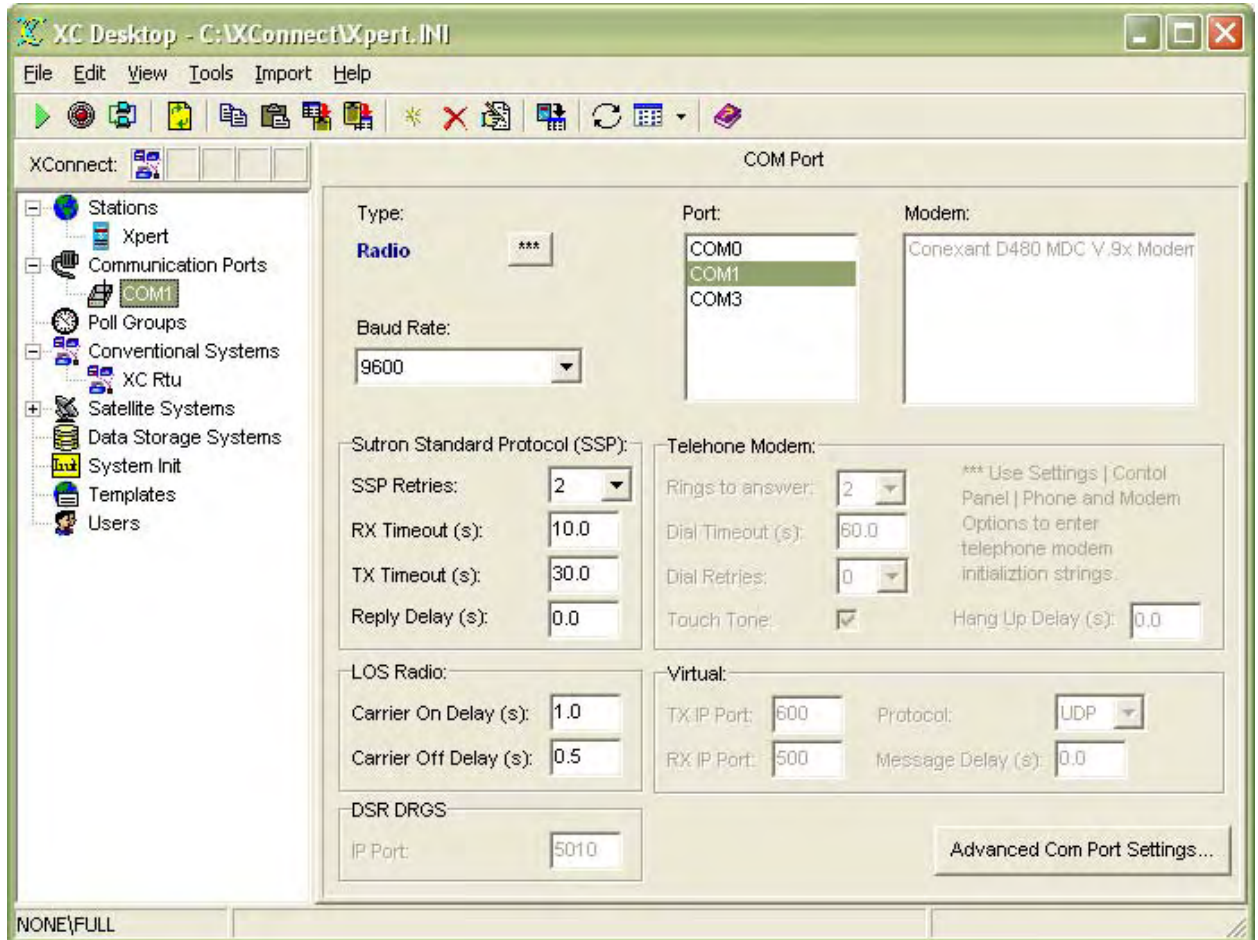 XC Desktop - C:\XConnect\Xpert.INI
File Edit View Tools Import Help
XConnect:
COM Port
Stations
Xpert
Communication Ports
COM1
Poll Groups
Conventional Systems
XC Rtu
Satellite Systems
Data Storage Systems
System Init
Templates
Users
Type:
Radio ***
Port:
COM0
COM1
COM3
Modem:
Conexant D480 MDC V.9x Modem
Baud Rate:
9600
Sutron Standard Protocol (SSP):
SSP Retries: 2
RX Timeout (s): 10.0
TX Timeout (s): 30.0
Reply Delay (s): 0.0
Telehone Modem:
Rings to answer: 2
Dial Timeout (s): 60.0
Dial Retries: 0
Touch Tone:
*** Use Settings | Contol
Panel | Phone and Modem
Options to enter
telephone modem
initializtion strings.
Hang Up Delay (s): 0.0
LOS Radio:
Carrier On Delay (s): 1.0
Carrier Off Delay (s): 0.5
Virtual:
TX IP Port: 600 Protocol: UDP
RX IP Port: 500 Message Delay (s): 0.0
DSR DRGS
IP Port: 5010
Advanced Com Port Settings...
NONE\FULL